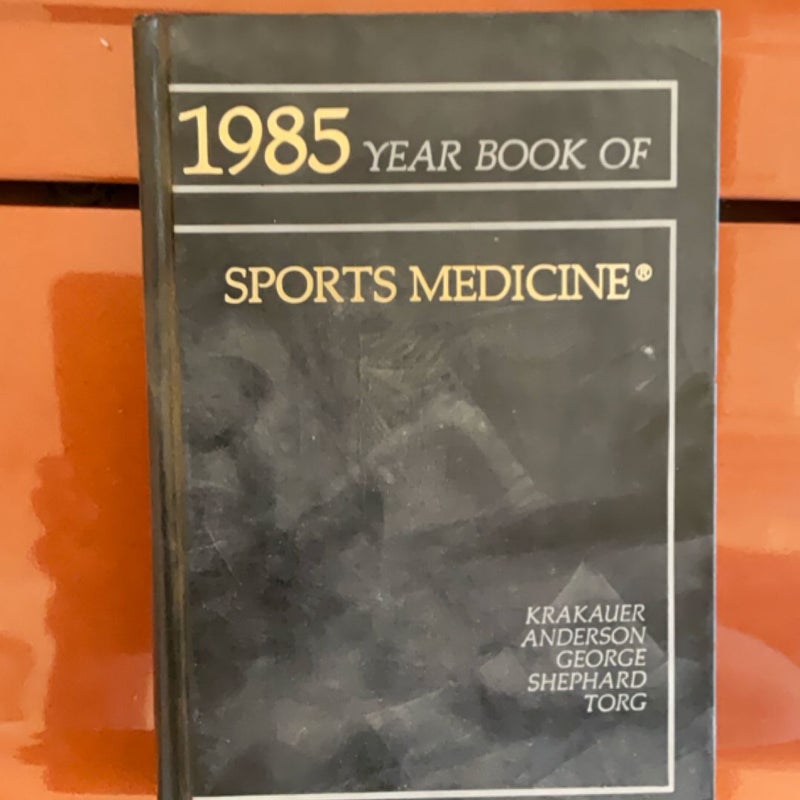 1985 YEAR BOOK OF
SPORTS MEDICINE®
KRAKAUER
ANDERSON
GEORGE
SHEPHARD
TORG